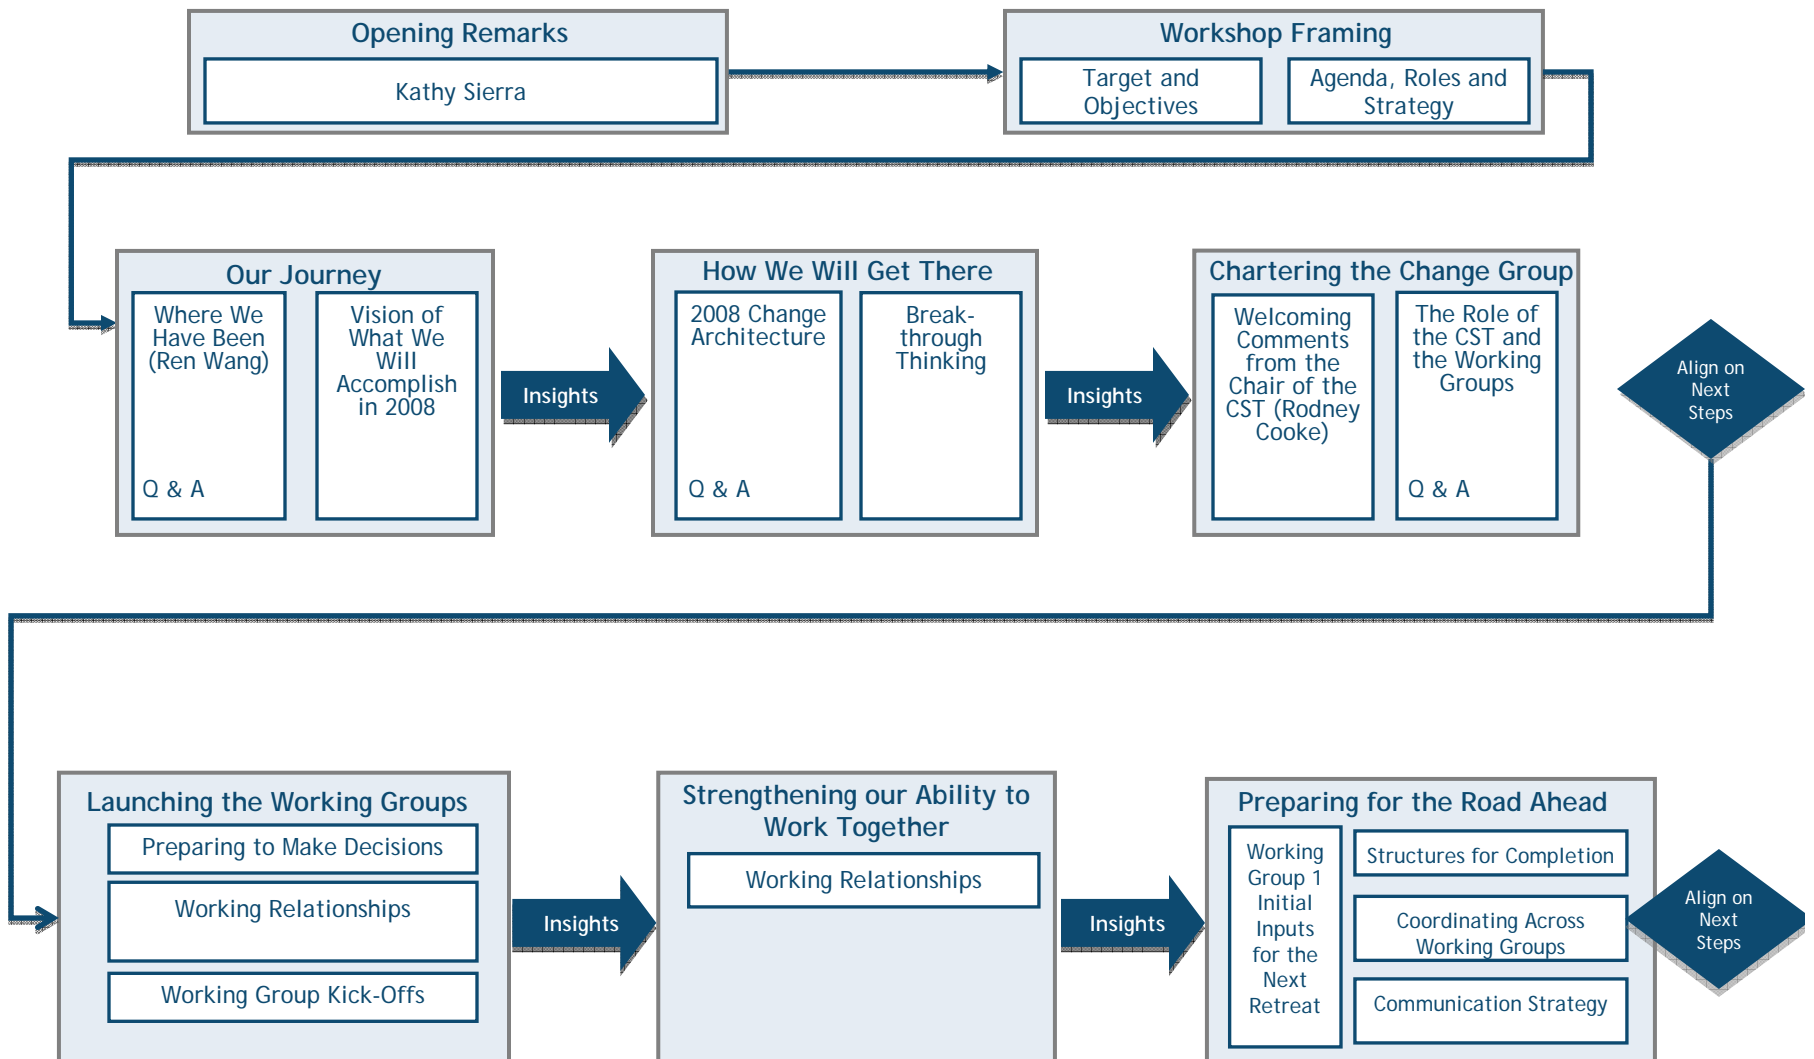 Opening Remarks
Kathy Sierra
Workshop Framing
Target and
Objectives
Agenda, Roles and
Strategy
Our Journey
Where We
Have Been
(Ren Wang)
Q & A
Vision of
What We
Will
Accomplish
in 2008
Insights
How We Will Get There
2008 Change
Architecture
Q & A
Break-
through
Thinking
Insights
Chartering the Change Group
Welcoming
Comments
from the
Chair of the
CST (Rodney
Cooke)
The Role of
the CST and
the Working
Groups
Q & A
Align on
Next
Steps
Launching the Working Groups
Preparing to Make Decisions
Working Relationships
Working Group Kick-Offs
Insights
Strengthening our Ability to
Work Together
Working Relationships
Insights
Preparing for the Road Ahead
Working
Group 1
Initial
Inputs
for the
Next
Retreat
Structures for Completion
Coordinating Across
Working Groups
Communication Strategy
Align on
Next
Steps